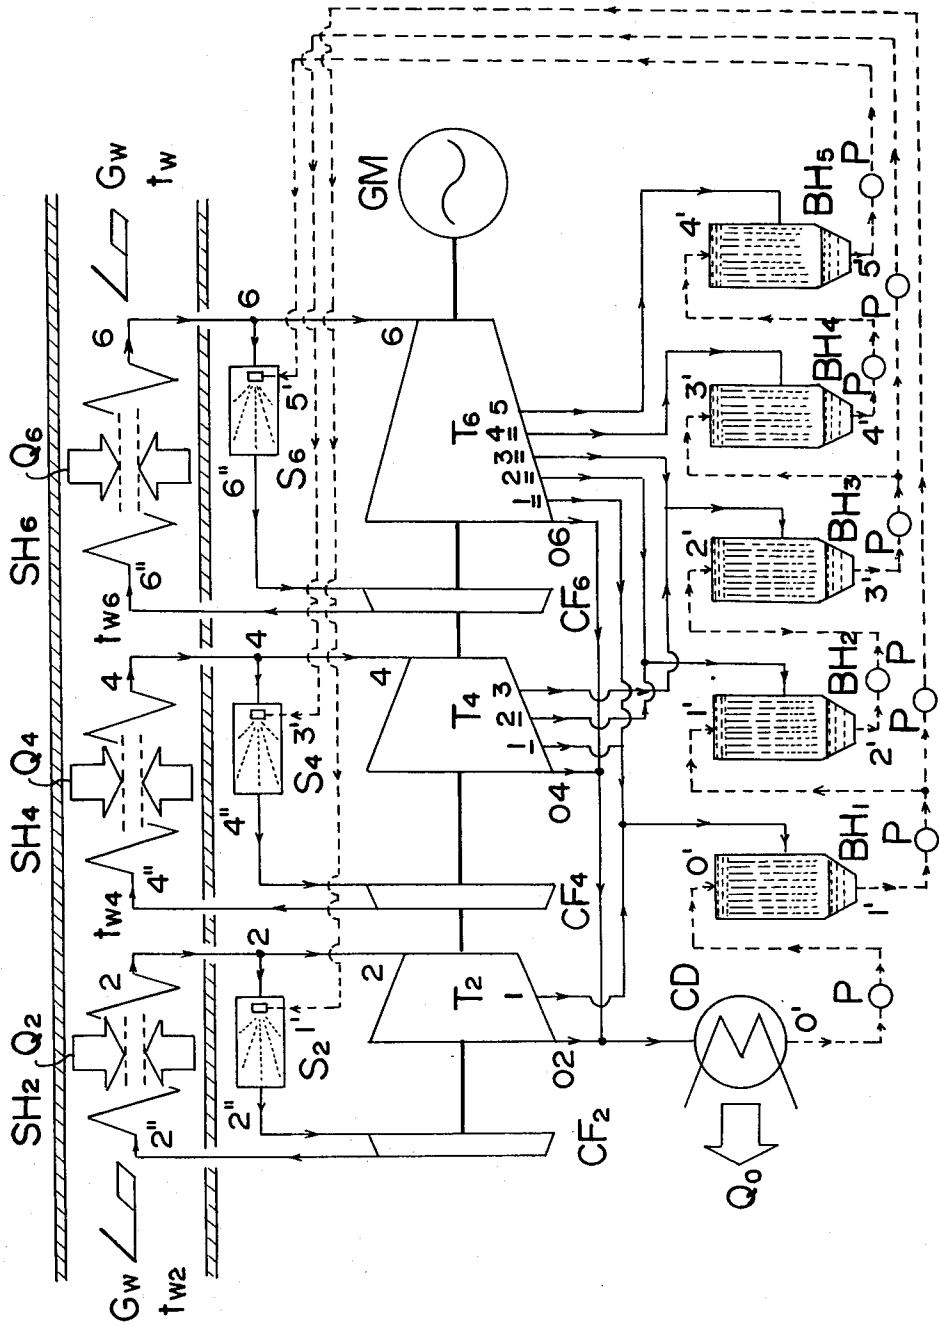 SH2 Q2 SH4 Q4 SH6 Q6
Gw
tw2
2" 2 tw4 4" 4 tw6 6" 6
Gw
tw
2" 2 4" 4 6" 6
S2 1' S4 3' S6 5'
GM
2 4 6
T2 T4 T6
1 1 2 3 1 2 3 4 5
CF2 02 CF4 04 CF6 06
Q0
CD
0'
P
0' 1' 2' 3' 4'
BH1 BH2 BH3 BH4 BH5
1' 2' 3' 4" 5'
P P P P P
P P P